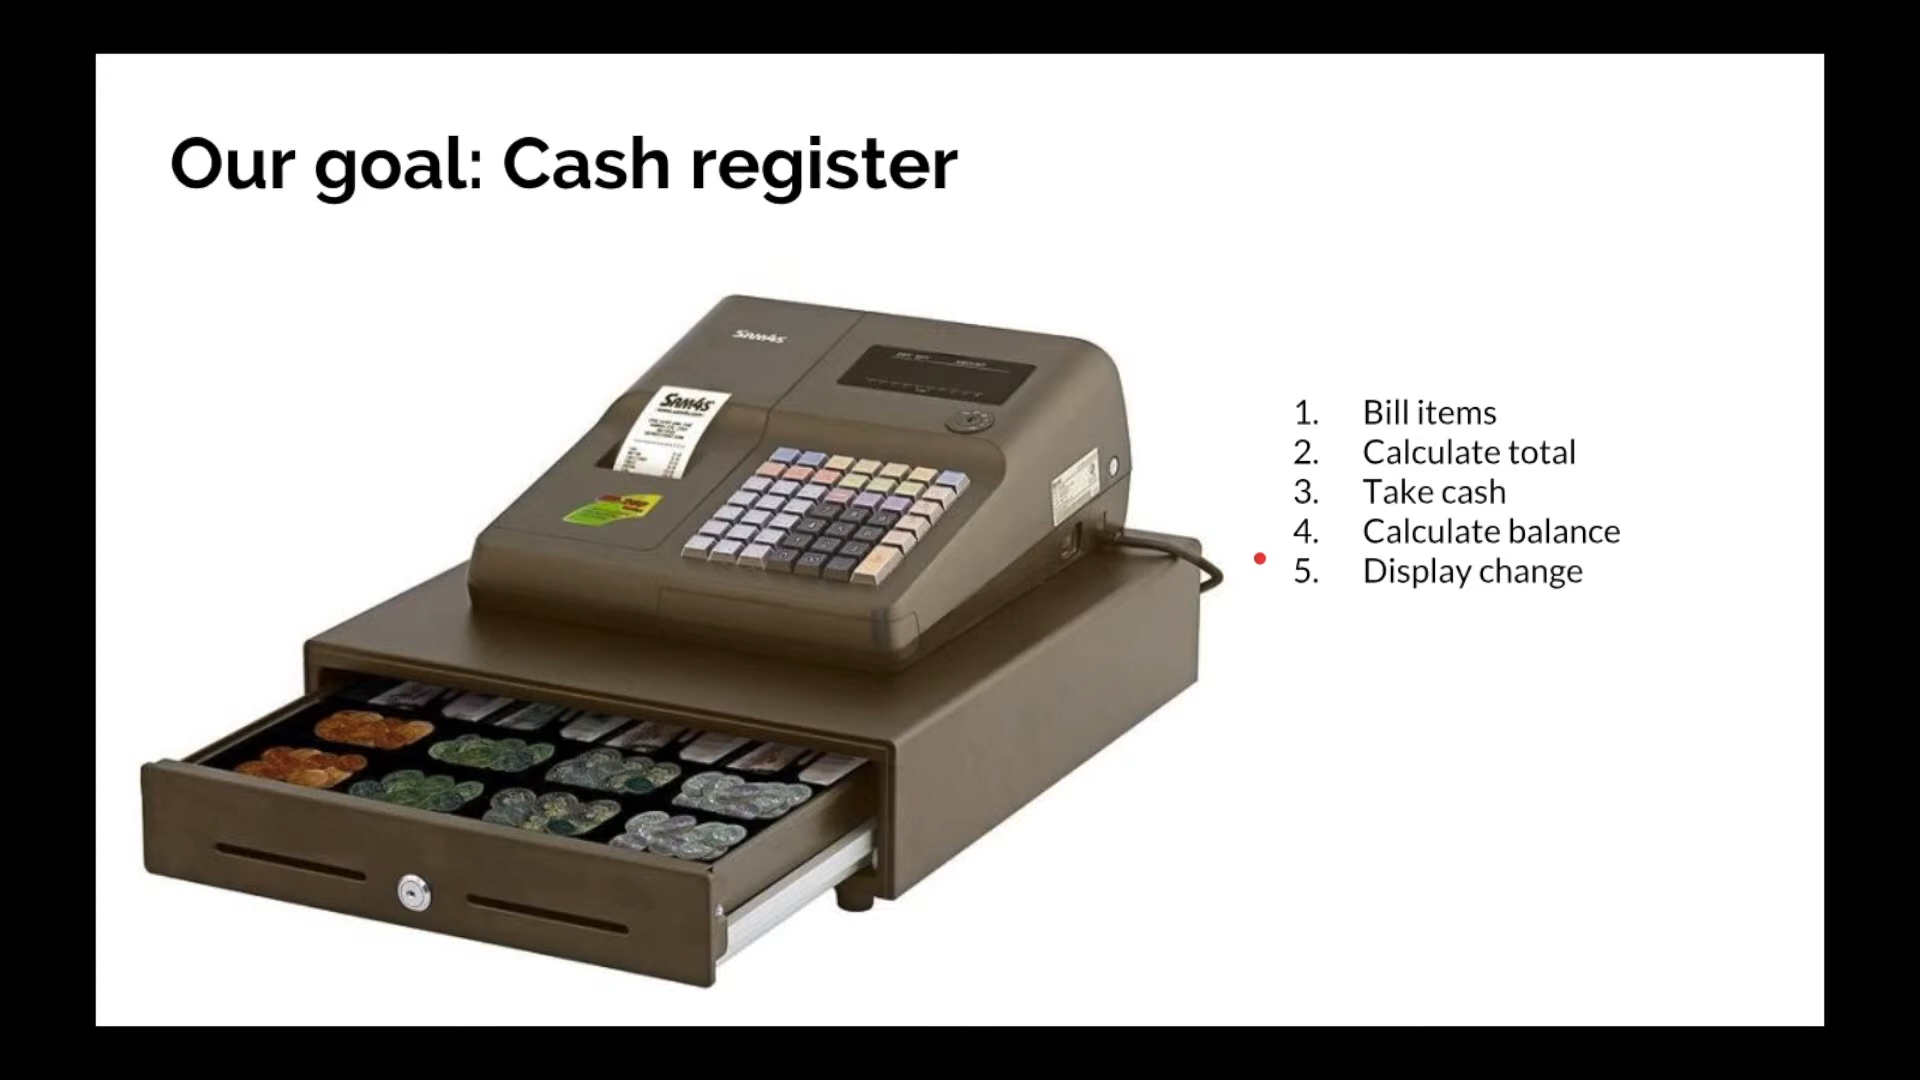 Our goal: Cash register
SAM4S
SAM4S
1. Bill items
2. Calculate total
3. Take cash
4. Calculate balance
5. Display change